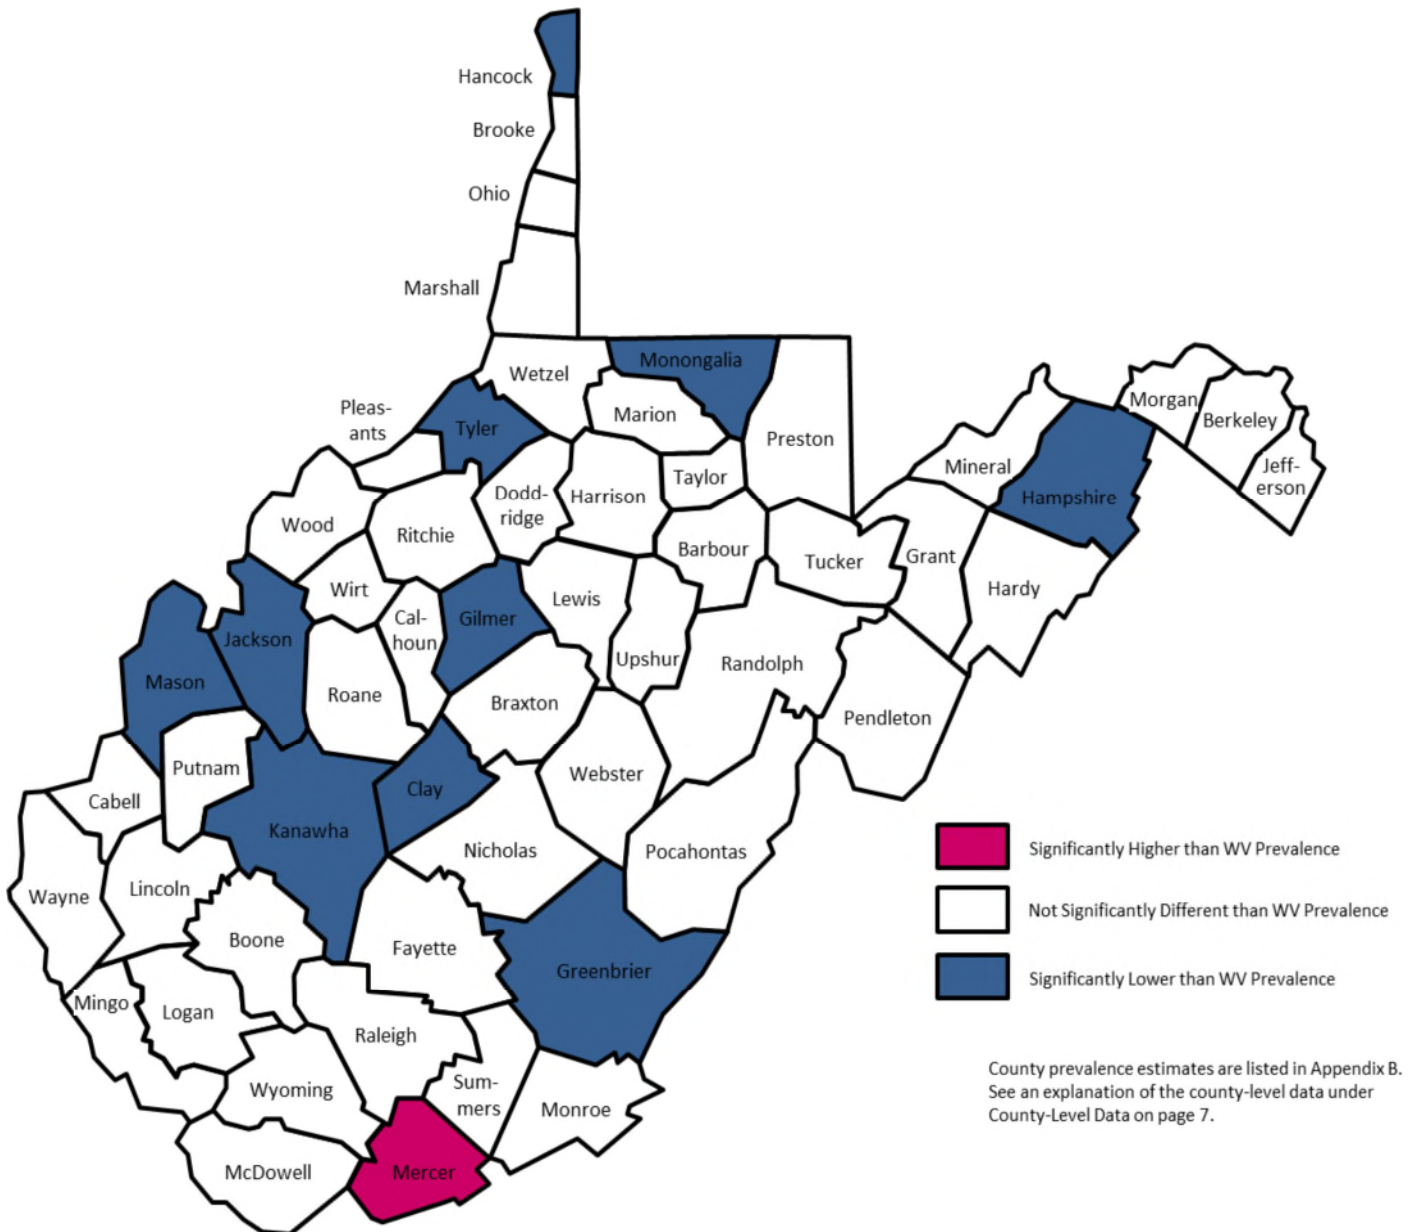 Hancock
Brooke
Ohio
Marshall
Wetzel
Monongalia
Marion
Preston
Pleas-
ants
Tyler
Taylor
Dodd-
ridge
Harrison
Wood
Ritchie
Barbour
Tucker
Grant
Mineral
Hampshire
Hardy
Morgan
Berkeley
Jeff-
erson
Wirt
Cal-
houn
Gilmer
Lewis
Upshur
Randolph
Pendleton
Jackson
Mason
Roane
Braxton
Putnam
Cabell
Clay
Webster
Kanawha
Nicholas
Pocahontas
Wayne
Lincoln
Boone
Fayette
Greenbrier
Mingo
Logan
Raleigh
Wyoming
Sum-
mers
Monroe
McDowell
Mercer
Significantly Higher than WV Prevalence
Not Significantly Different than WV Prevalence
Significantly Lower than WV Prevalence
County prevalence estimates are listed in Appendix B.
See an explanation of the county-level data under
County-Level Data on page 7.